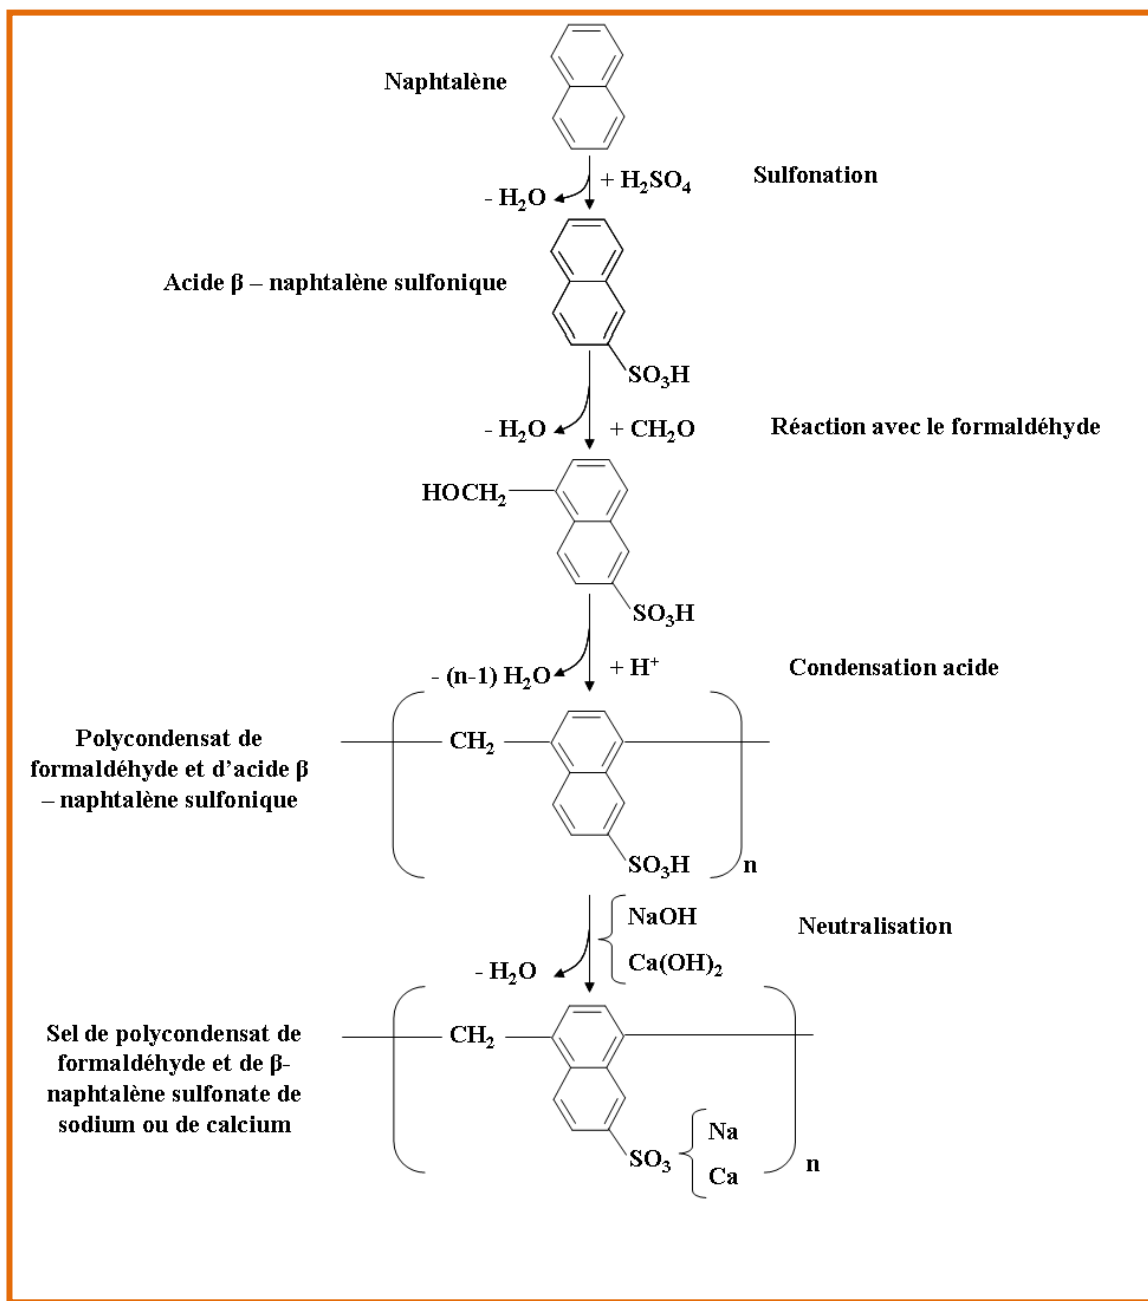 Naphtalène
+ H₂SO₄
Sulfonation
- H₂O
Acide β – naphtalène sulfonique
SO₃H
- H₂O
+ CH₂O
Réaction avec le formaldéhyde
HOCH₂
SO₃H
- (n-1) H₂O
+ H⁺
Condensation acide
Polycondensat de
formaldéhyde et d’acide β
– naphtalène sulfonique
CH₂
SO₃H
n
NaOH
Ca(OH)₂
Neutralisation
- H₂O
Sel de polycondensat de
formaldéhyde et de β-
naphtalène sulfonate de
sodium ou de calcium
CH₂
SO₃
Na
Ca
n